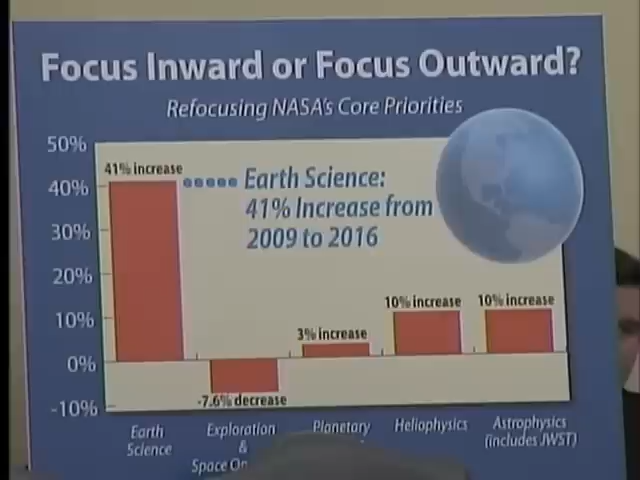 Focus Inward or Focus Outward?
Refocusing NASA's Core Priorities
50%
40%
30%
20%
10%
0%
-10%
41% increase
Earth Science:
41% Increase from
2009 to 2016
-7.6% decrease
3% increase
10% increase
10% increase
Earth
Science
Exploration
&
Space
Planetary
Heliophysics
Astrophysics
(includes JWST)